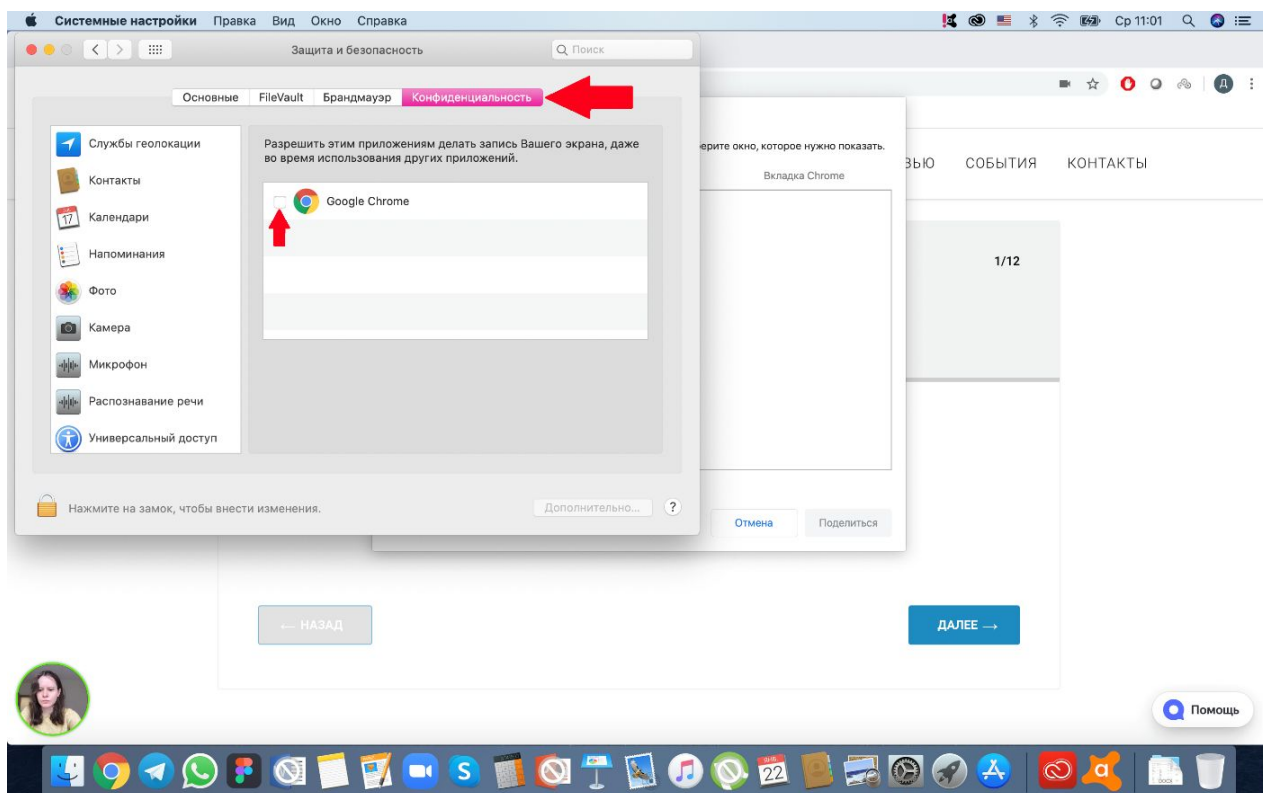 Системные настройки Правка Вид Окно Справка
Ср 11:01
Защита и безопасность
Поиск
Основные FileVault Брандмауэр Конфиденциальность
Д
Службы геолокации
Контакты
Календари
Напоминания
Фото
Камера
Микрофон
Распознавание речи
Универсальный доступ
17
Разрешить этим приложениям делать запись Вашего экрана, даже
во время использования других приложений.
Google Chrome
Нажмите на замок, чтобы внести изменения.
Дополнительно... ?
окно, которое нужно показать.
Вкладка Chrome
Отмена Поделиться
СОБЫТИЯ КОНТАКТЫ
1/12
← НАЗАД
ДАЛЕЕ →
Помощь
22
DOCX